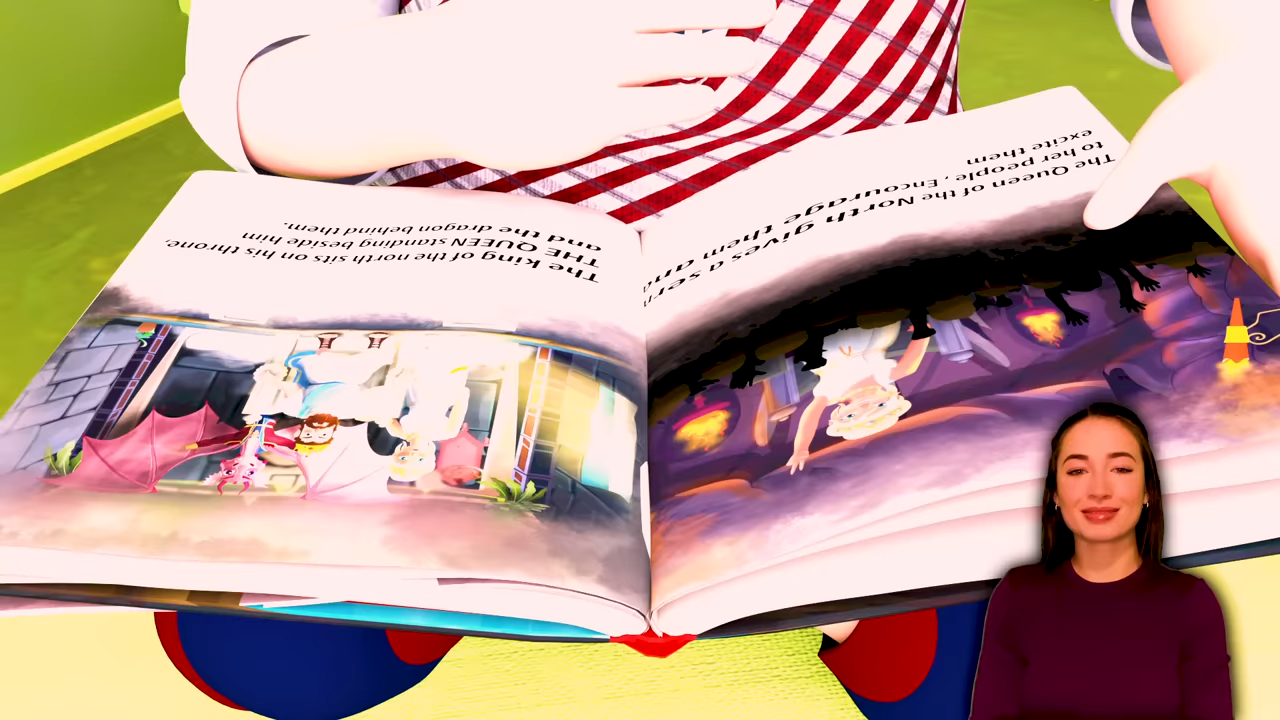 The Queen of the North gives a
to her people , Encourage them and
excite them
The king of the north sits on his throne,
THE QUEEN standing beside him
and the dragon behind them.